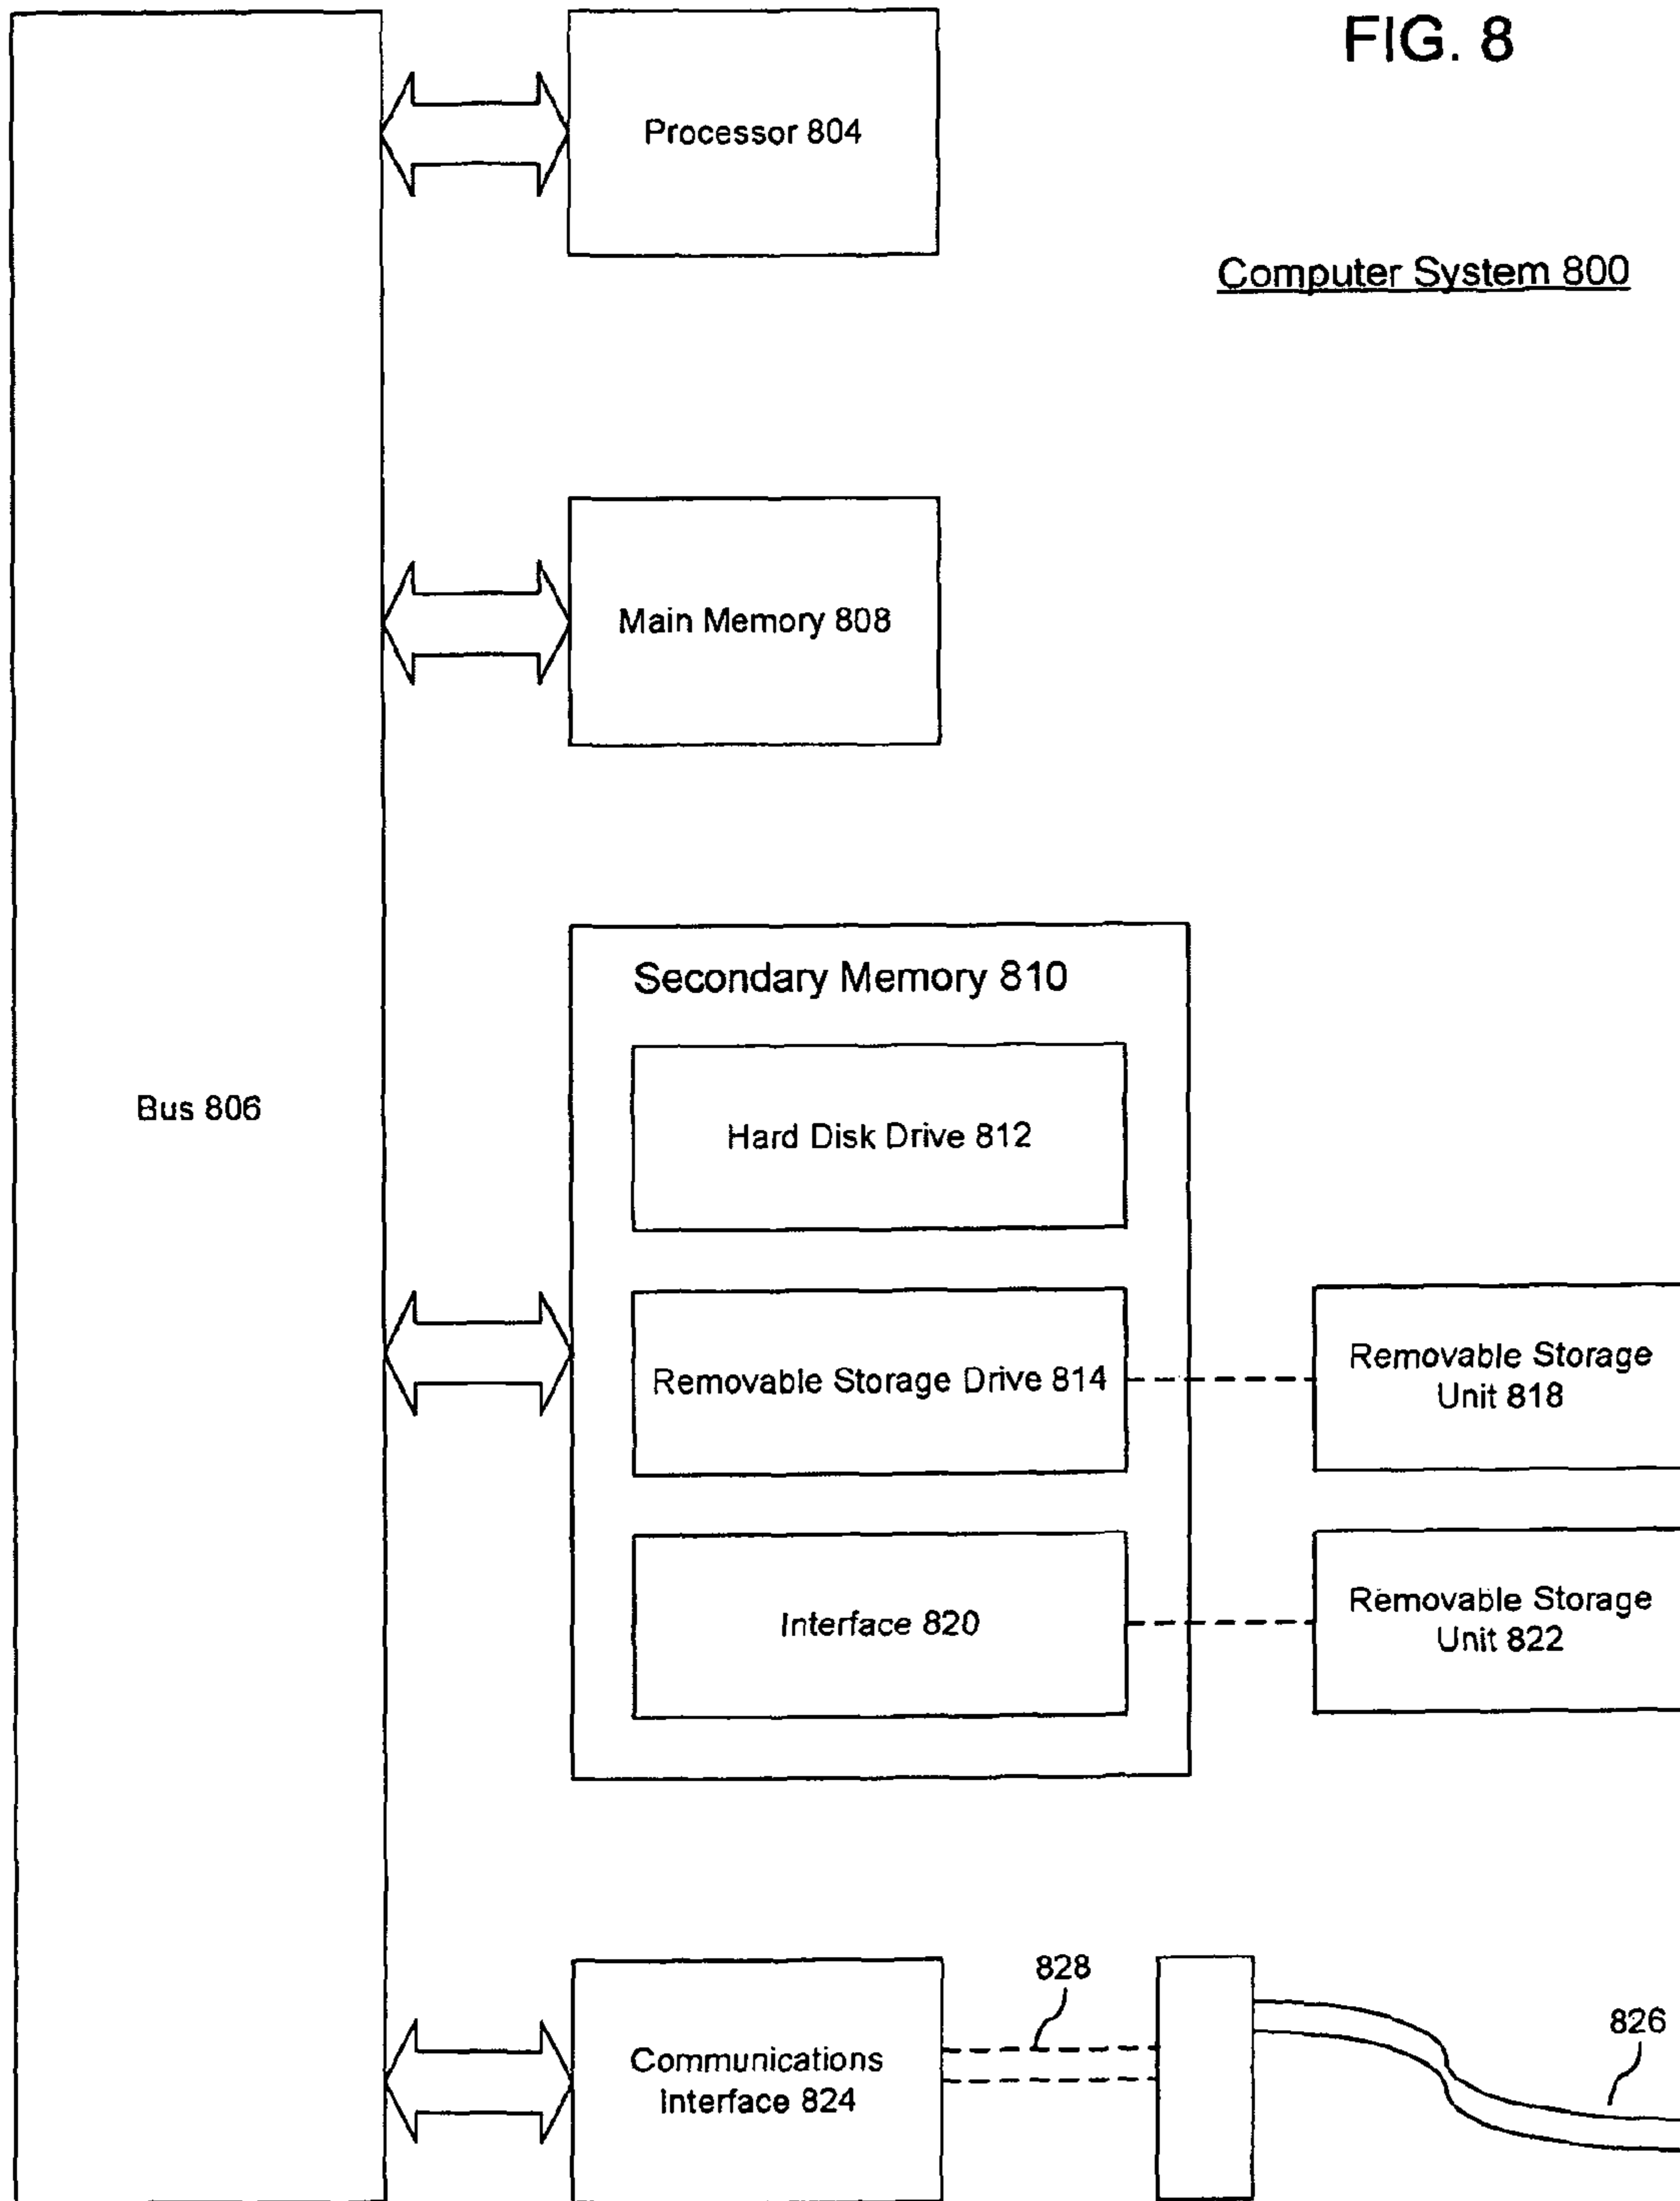 FIG. 8
Processor 804
Computer System 800
Main Memory 808
Secondary Memory 810
Bus 806
Hard Disk Drive 812
Removable Storage Drive 814
Removable Storage
Unit 818
Interface 820
Removable Storage
Unit 822
828
826
Communications
Interface 824